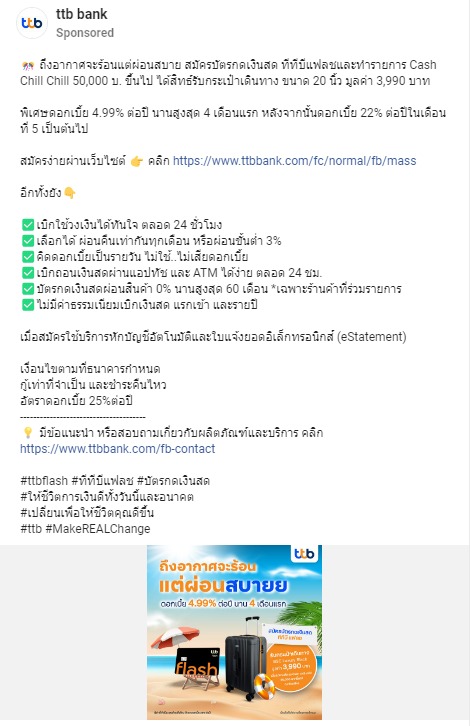 ttb
ttb bank
Sponsored
🎊 ถึงอากาศจะร้อนแต่ผ่อนสบาย สมัครบัตรกดเงินสด ทีทีบีแฟลชและทำรายการ Cash
Chill Chill 50,000 บ. ขึ้นไป ได้สิทธ์รับกระเป๋าเดินทาง ขนาด 20 นิ้ว มูลค่า 3,990 บาท
พิเศษดอกเบี้ย 4.99% ต่อปี นานสูงสุด 4 เดือนแรก หลังจากนั้นดอกเบี้ย 22% ต่อปีในเดือน
ที่ 5 เป็นต้นไป
สมัครง่ายผ่านเว็บไซต์ 👉 คลิก https://www.ttbbank.com/fc/normal/fb/mass
อีกทั้งยัง👇
✅เบิกใช้วงเงินได้ทันใจ ตลอด 24 ชั่วโมง
✅เลือกได้ ผ่อนคืนเท่ากันทุกเดือน หรือผ่อนขั้นต่ำ 3%
✅คิดดอกเบี้ยเป็นรายวัน ไม่ใช้..ไม่เสียดอกเบี้ย
✅เบิกถอนเงินสดผ่านแอปทัช และ ATM ได้ง่าย ตลอด 24 ชม.
✅บัตรกดเงินสดผ่อนสินค้า 0% นานสูงสุด 60 เดือน *เฉพาะร้านค้าที่ร่วมรายการ
✅ไม่มีค่าธรรมเนียมเบิกเงินสด แรกเข้า และรายปี
เมื่อสมัครใช้บริการหักบัญชีอัตโนมัติและใบแจ้งยอดอิเล็กทรอนิกส์ (eStatement)
เงื่อนไขตามที่ธนาคารกำหนด
กู้เท่าที่จำเป็น และชำระคืนไหว
อัตราดอกเบี้ย 25%ต่อปี
--------------------------------------
💡 มีข้อแนะนำ หรือสอบถามเกี่ยวกับผลิตภัณฑ์และบริการ คลิก
https://www.ttbbank.com/fb-contact
#ttbflash #ทีทีบีแฟลช #บัตรกดเงินสด
#ให้ชีวิตการเงินดีทั้งวันนี้และอนาคต
#เปลี่ยนเพื่อให้ชีวิตคุณดีขึ้น
#ttb #MakeREALChange
ttb
ถึงอากาศจะร้อน
แต่ผ่อนสบายย
ดอกเบี้ย 4.99% ต่อปี นาน 4 เดือนแรก
ttb
flash
3,990 บาท